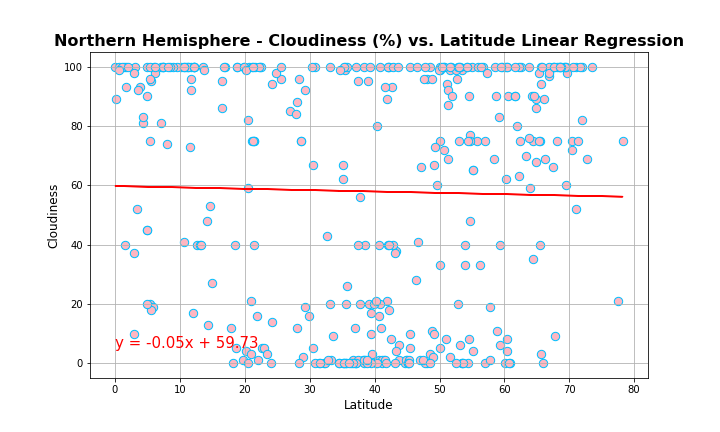 Northern Hemisphere - Cloudiness (%) vs. Latitude Linear Regression
100
80
60
40
20
0
Cloudiness
y = -0.05x + 59.73
0 10 20 30 40 50 60 70 80
Latitude